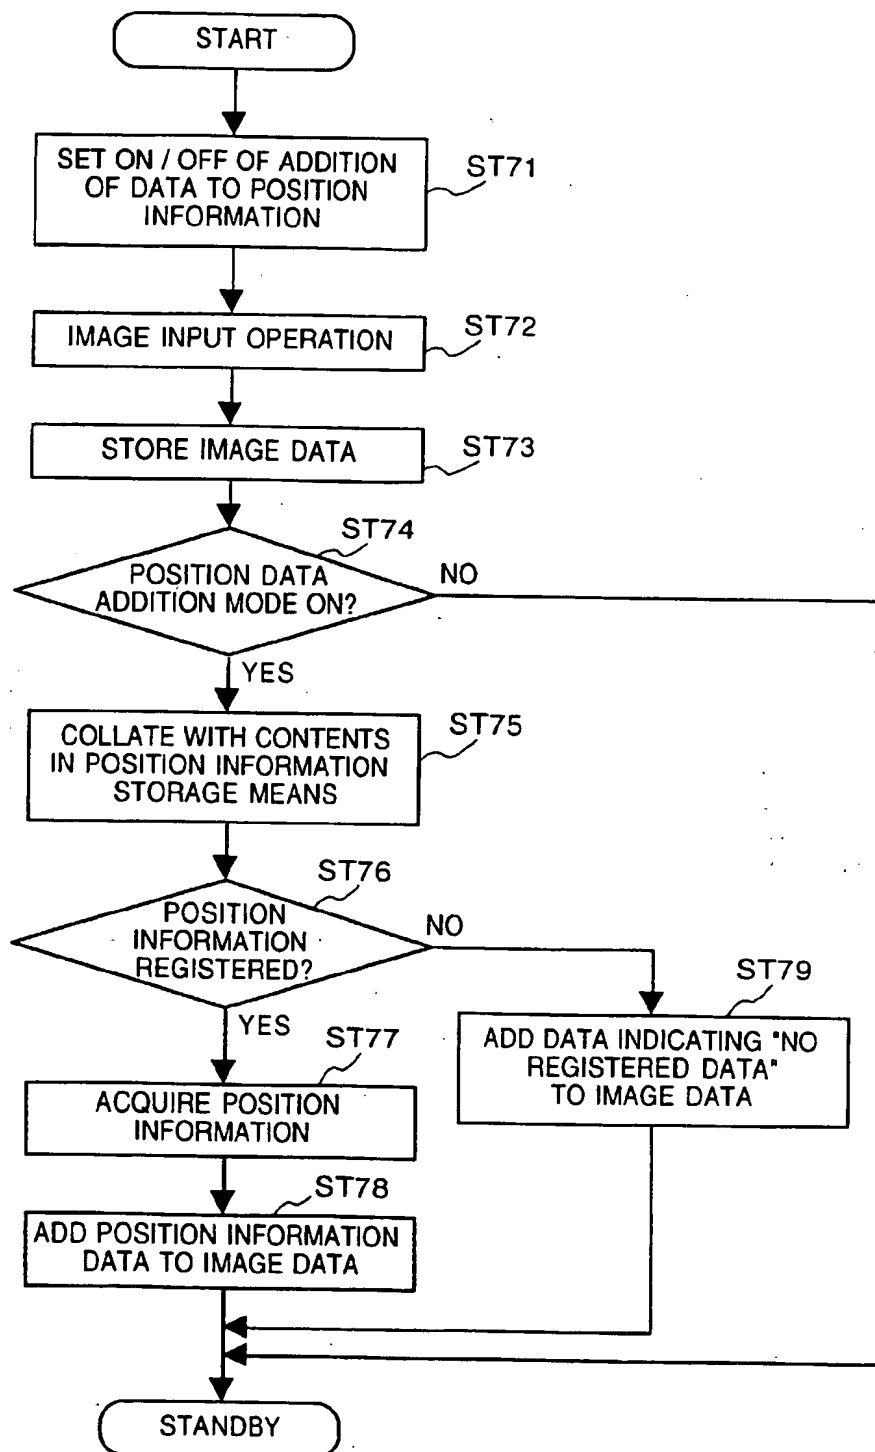 START
SET ON / OFF OF ADDITION
OF DATA TO POSITION
INFORMATION
ST71
IMAGE INPUT OPERATION
ST72
STORE IMAGE DATA
ST73
ST74
POSITION DATA
ADDITION MODE ON?
NO
YES
COLLATE WITH CONTENTS
IN POSITION INFORMATION
STORAGE MEANS
ST75
ST76
POSITION
INFORMATION
REGISTERED?
NO
YES
ST79
ADD DATA INDICATING "NO
REGISTERED DATA"
TO IMAGE DATA
ST77
ACQUIRE POSITION
INFORMATION
ST78
ADD POSITION INFORMATION
DATA TO IMAGE DATA
STANDBY